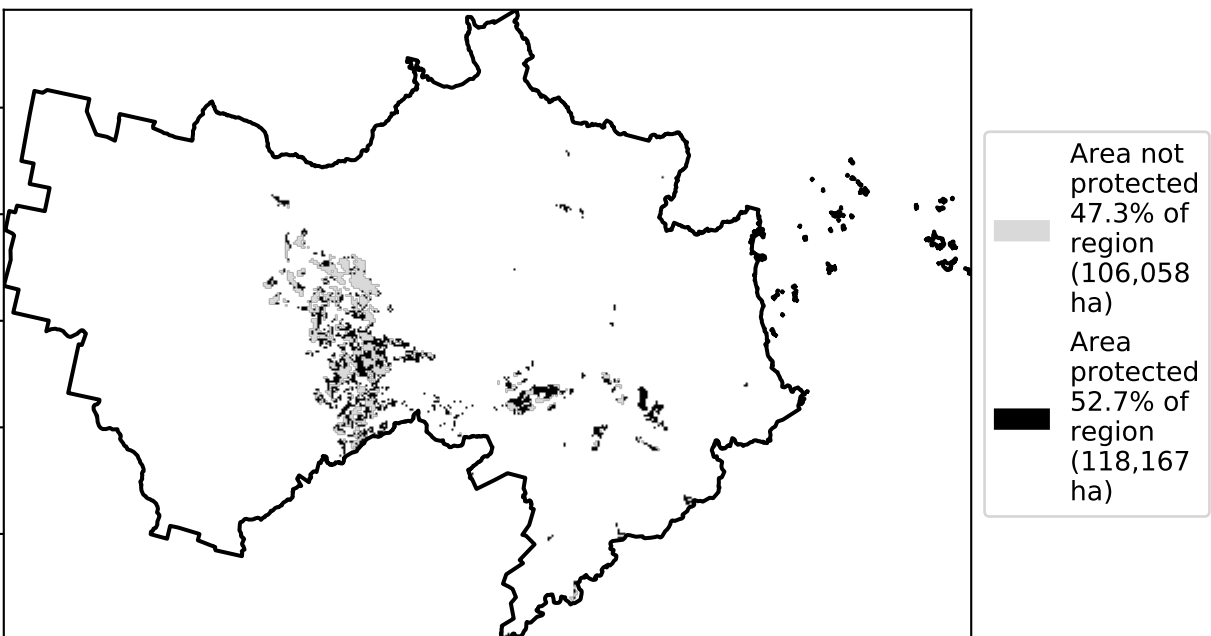 Area not
protected
47.3% of
region
(106,058
ha)
Area
protected
52.7% of
region
(118,167
ha)